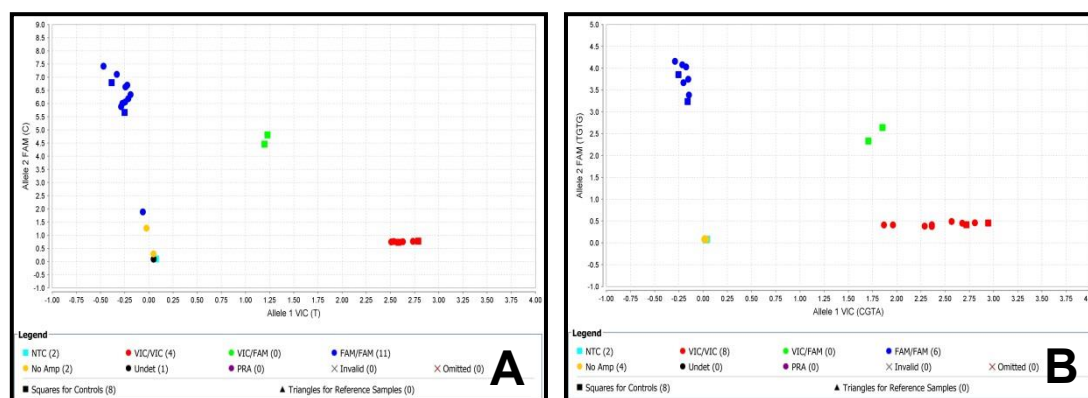 9.0
8.5
8.0
7.5
7.0
6.5
6.0
5.5
5.0
4.5
4.0
3.5
3.0
2.5
2.0
1.5
1.0
0.5
0.0
-0.5
-1.0
Allele 2 FAM (C)
-1.00 -0.75 -0.50 -0.25 0.00 0.25 0.50 0.75 1.00 1.25 1.50 1.75 2.00 2.25 2.50 2.75 3.00 3.25 3.50 3.75 4.00
Allele 1 VIC (T)
Legend
NTC (2) VIC/VIC (4) VIC/FAM (0) FAM/FAM (11)
No Amp (2) Undet (1) PRA (0) Invalid (0) Omitted (0)
Squares for Controls (8) Triangles for Reference Samples (0)
A
5.0
4.5
4.0
3.5
3.0
2.5
2.0
1.5
1.0
0.5
0.0
-0.5
-1.0
Allele 2 FAM (TGTG)
-1.00 -0.75 -0.50 -0.25 0.00 0.25 0.50 0.75 1.00 1.25 1.50 1.75 2.00 2.25 2.50 2.75 3.00 3.25 3.50 3.75 4.00
Allele 1 VIC (CGTA)
Legend
NTC (2) VIC/VIC (8) VIC/FAM (0) FAM/FAM (6)
No Amp (4) Undet (0) PRA (0) Invalid (0) Omitted (0)
Squares for Controls (8) Triangles for Reference Samples (0)
B